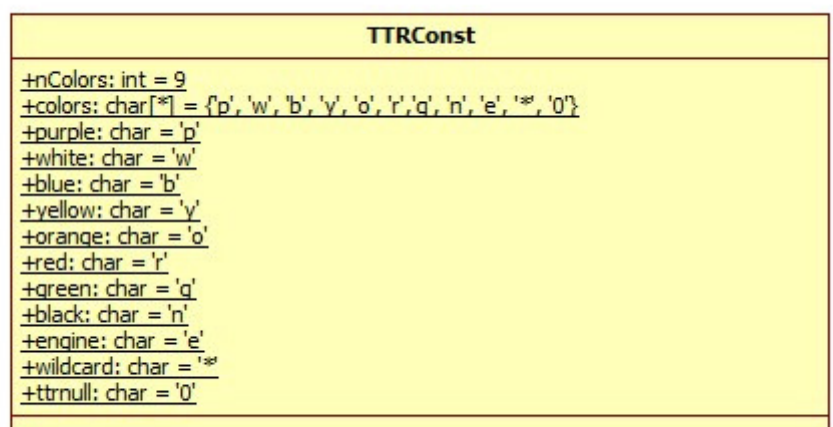 TTRConst
+nColors: int = 9
+colors: char[*] = {'p', 'w', 'b', 'y', 'o', 'r','g', 'n', 'e', '*', '0'}
+purple: char = 'p'
+white: char = 'w'
+blue: char = 'b'
+yellow: char = 'y'
+orange: char = 'o'
+red: char = 'r'
+green: char = 'g'
+black: char = 'n'
+engine: char = 'e'
+wildcard: char = '*'
+ttrnull: char = '0'